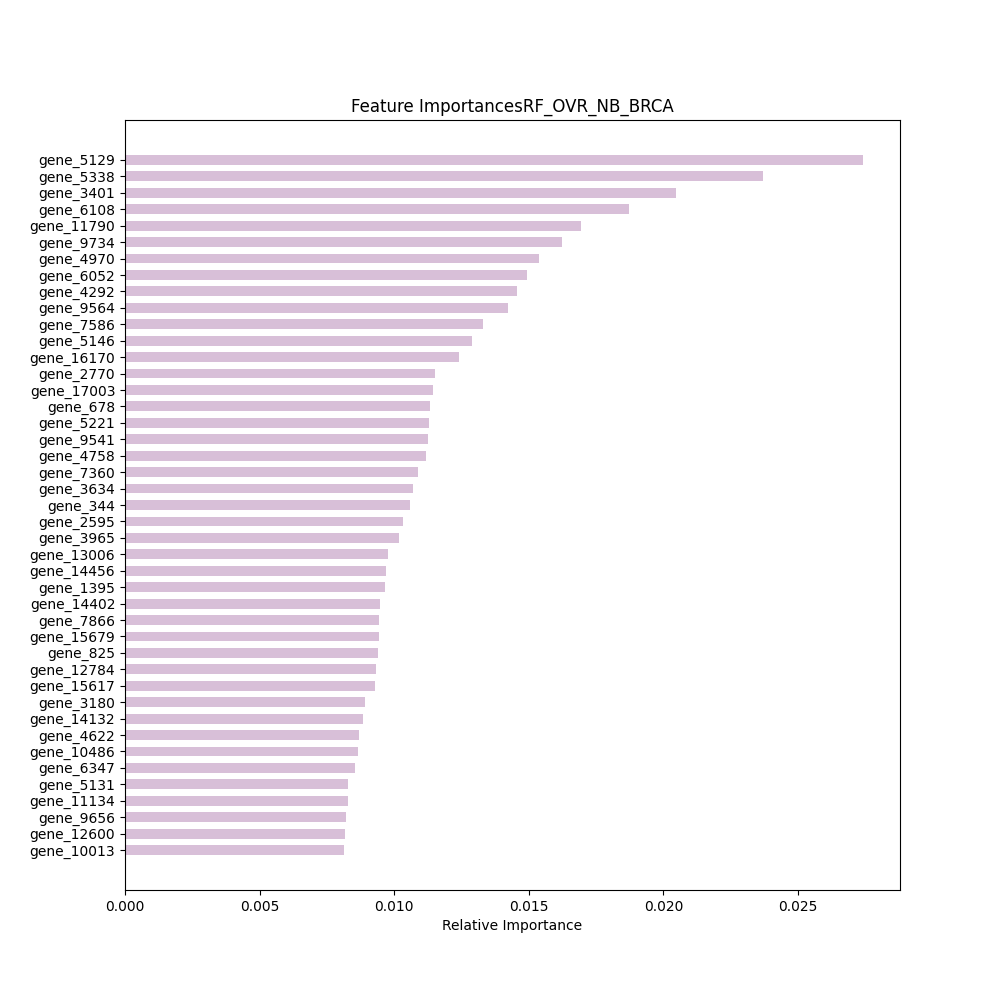 Feature ImportancesRF_OVR_NB_BRCA
gene_5129
gene_5338
gene_3401
gene_6108
gene_11790
gene_9734
gene_4970
gene_6052
gene_4292
gene_9564
gene_7586
gene_5146
gene_16170
gene_2770
gene_17003
gene_678
gene_5221
gene_9541
gene_4758
gene_7360
gene_3634
gene_344
gene_2595
gene_3965
gene_13006
gene_14456
gene_1395
gene_14402
gene_7866
gene_15679
gene_825
gene_12784
gene_15617
gene_3180
gene_14132
gene_4622
gene_10486
gene_6347
gene_5131
gene_11134
gene_9656
gene_12600
gene_10013
0.000 0.005 0.010 0.015 0.020 0.025
Relative Importance